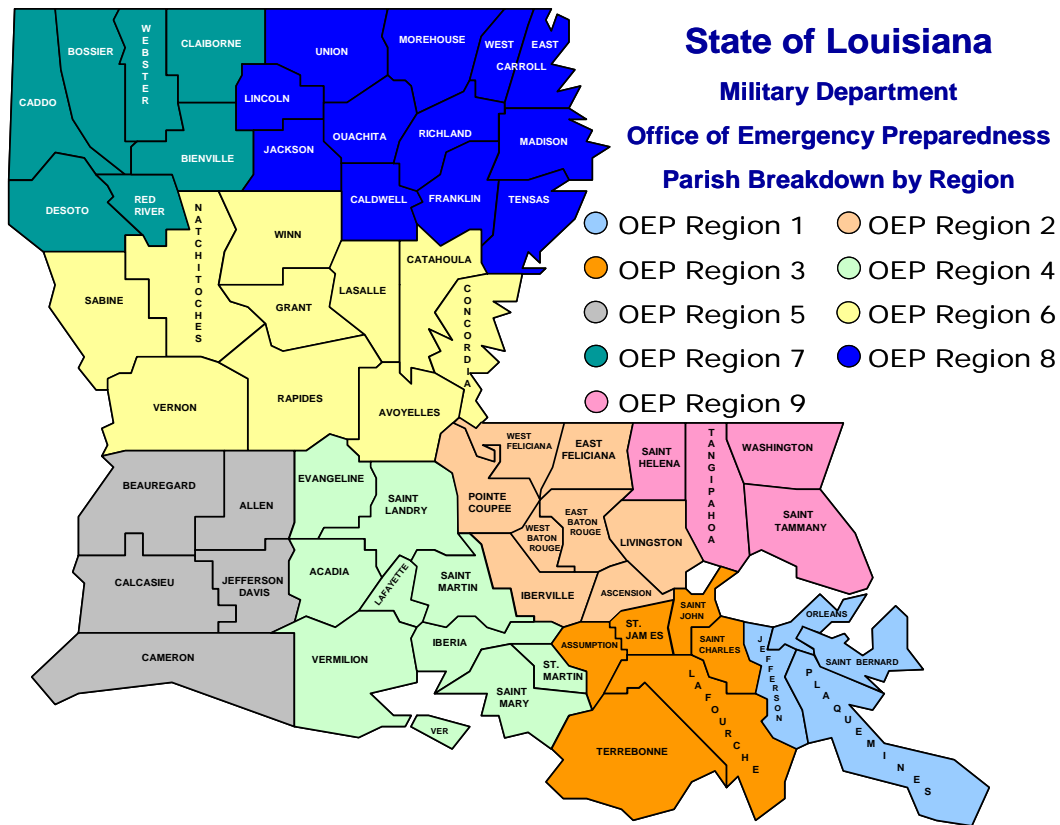 State of Louisiana
Military Department
Office of Emergency Preparedness
Parish Breakdown by Region
OEP Region 1
OEP Region 2
OEP Region 3
OEP Region 4
OEP Region 5
OEP Region 6
OEP Region 7
OEP Region 8
OEP Region 9
CADDO
BOSSIER
WEBSTER
CLAIBORNE
UNION
MOREHOUSE
WEST
EAST
CARROLL
LINCOLN
OUACHITA
RICHLAND
MADISON
JACKSON
BIENVILLE
DESOTO
RED
RIVER
CALDWELL
FRANKLIN
TENSAS
NATCHITOCHES
WINN
CATAHOULA
SABINE
GRANT
LASALLE
CONCORDIA
VERNON
RAPIDES
AVOYELLES
WEST
FELICIANA
EAST
FELICIANA
SAINT
HELENA
TANGIPAHOA
WASHINGTON
BEAUREGARD
ALLEN
EVANGELINE
SAINT
LANDRY
POINTE
COUPEE
WEST
BATON
ROUGE
EAST
BATON
ROUGE
LIVINGSTON
SAINT
TAMMANY
CALCASIEU
JEFFERSON
DAVIS
ACADIA
LAFAYETTE
SAINT
MARTIN
IBERVILLE
ASCENSION
CAMERON
VERMILION
IBERIA
ASSUMPTION
ST.
JAM ES
SAINT
JOHN
SAINT
CHARLES
JEFFERSON
ORLEANS
SAINT BERNARD
PLAQUEMINES
ST.
MARTIN
SAINT
MARY
VER
TERREBONNE
LAFOURCHE